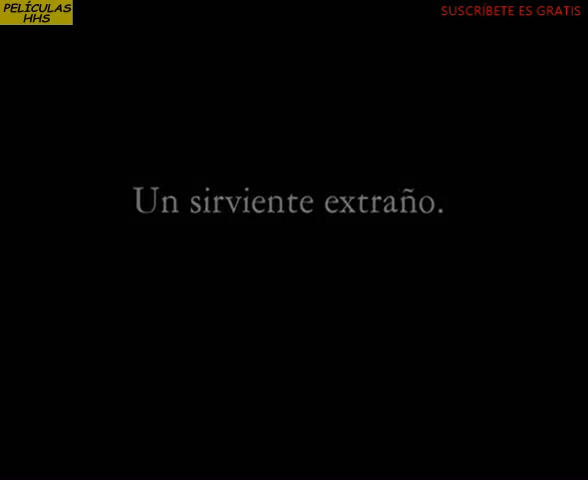 PELÍCULAS
HHS
SUSCRÍBETE ES GRATIS
Un sirviente extraño.